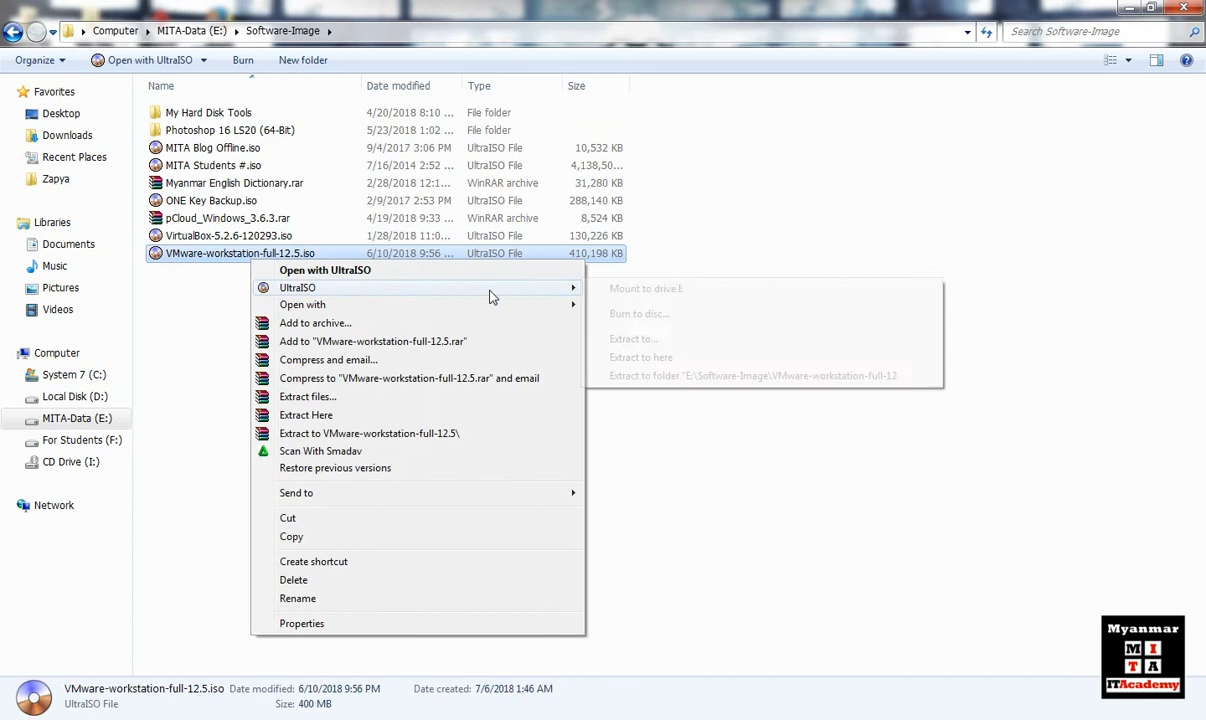 Computer MITA-Data (E:) Software-Image
Search Software-Image
Organize Open with UltraISO Burn New folder
Name Date modified Type Size
Favorites
Desktop
Downloads
Recent Places
Zapya
Libraries
Documents
Music
Pictures
Videos
Computer
System 7 (C:)
Local Disk (D:)
MITA-Data (E:)
For Students (F:)
CD Drive (I:)
Network
My Hard Disk Tools 4/20/2018 8:10 ... File folder
Photoshop 16 LS20 (64-Bit) 5/23/2018 1:02 ... File folder
MITA Blog Offline.iso 9/4/2017 3:06 PM UltraISO File 10,532 KB
MITA Students #.iso 7/16/2014 2:52 ... UltraISO File 4,138,50...
Myanmar English Dictionary.rar 2/28/2018 12:1... WinRAR archive 31,280 KB
ONE Key Backup.iso 2/9/2017 2:53 PM UltraISO File 288,140 KB
pCloud_Windows_3.6.3.rar 4/19/2018 9:33 ... WinRAR archive 8,524 KB
VirtualBox-5.2.6-120293.iso 1/28/2018 11:0... UltraISO File 130,226 KB
VMware-workstation-full-12.5.iso 6/10/2018 9:56 ... UltraISO File 410,198 KB
Open with UltraISO
UltraISO
Open with
Add to archive...
Add to "VMware-workstation-full-12.5.rar"
Compress and email...
Compress to "VMware-workstation-full-12.5.rar" and email
Extract files...
Extract Here
Extract to VMware-workstation-full-12.5\
Scan With Smadav
Restore previous versions
Send to
Cut
Copy
Create shortcut
Delete
Rename
Properties
Mount to drive I:
Burn to disc...
Extract to...
Extract to here
Extract to folder "E:\Software-Image\VMware-workstation-full-12
Myanmar
M I
T A
ITAcademy
VMware-workstation-full-12.5.iso Date modified: 6/10/2018 9:56 PM Date created: 7/6/2018 1:46 AM
UltraISO File Size: 400 MB